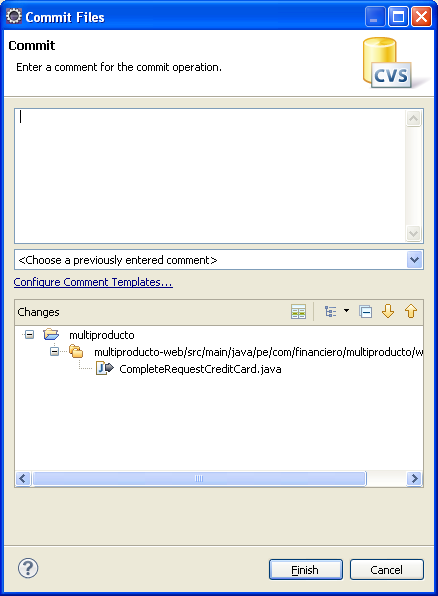 Commit Files
Commit
Enter a comment for the commit operation.
CVS
<Choose a previously entered comment>
Configure Comment Templates...
Changes
multiproducto
multiproducto-web/src/main/java/pe/com/financiero/multiproducto/w
CompleteRequestCreditCard.java
Finish
Cancel